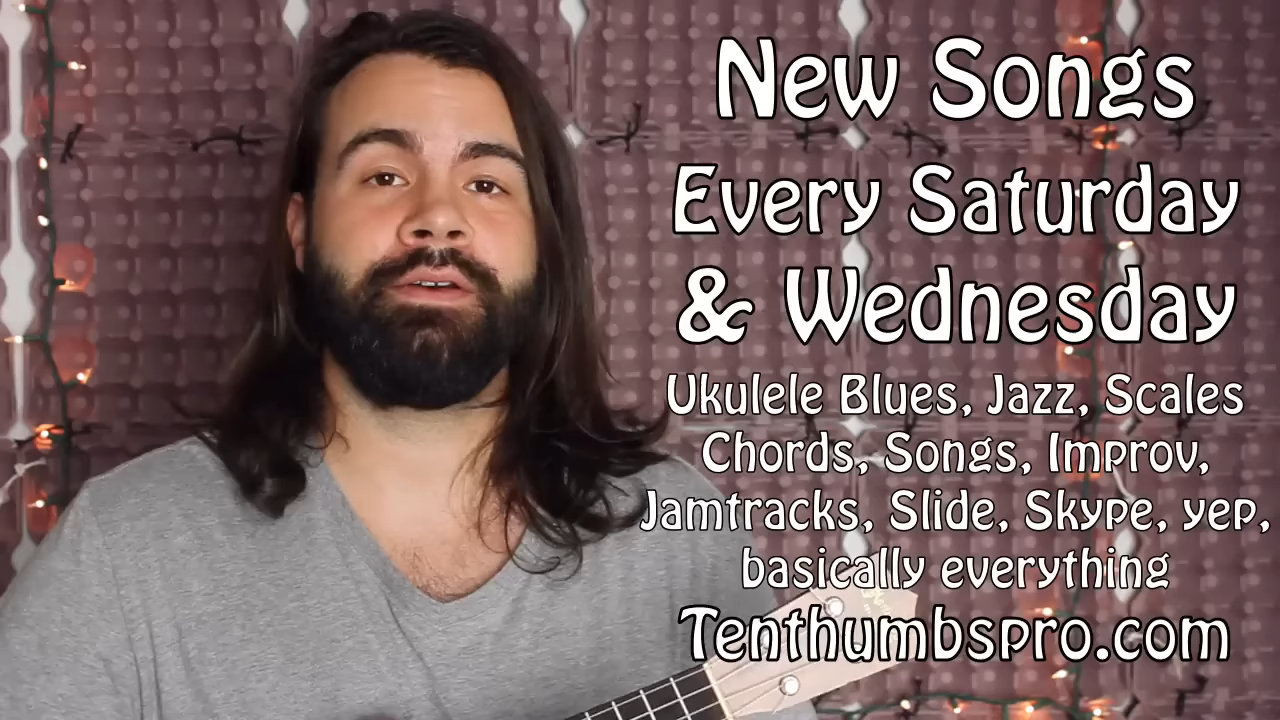 New Songs
Every Saturday
& Wednesday
Ukulele Blues, Jazz, Scales
Chords, Songs, Improv,
Jamtracks, Slide, Skype, yep,
basically everything
Tenthumbspro.com